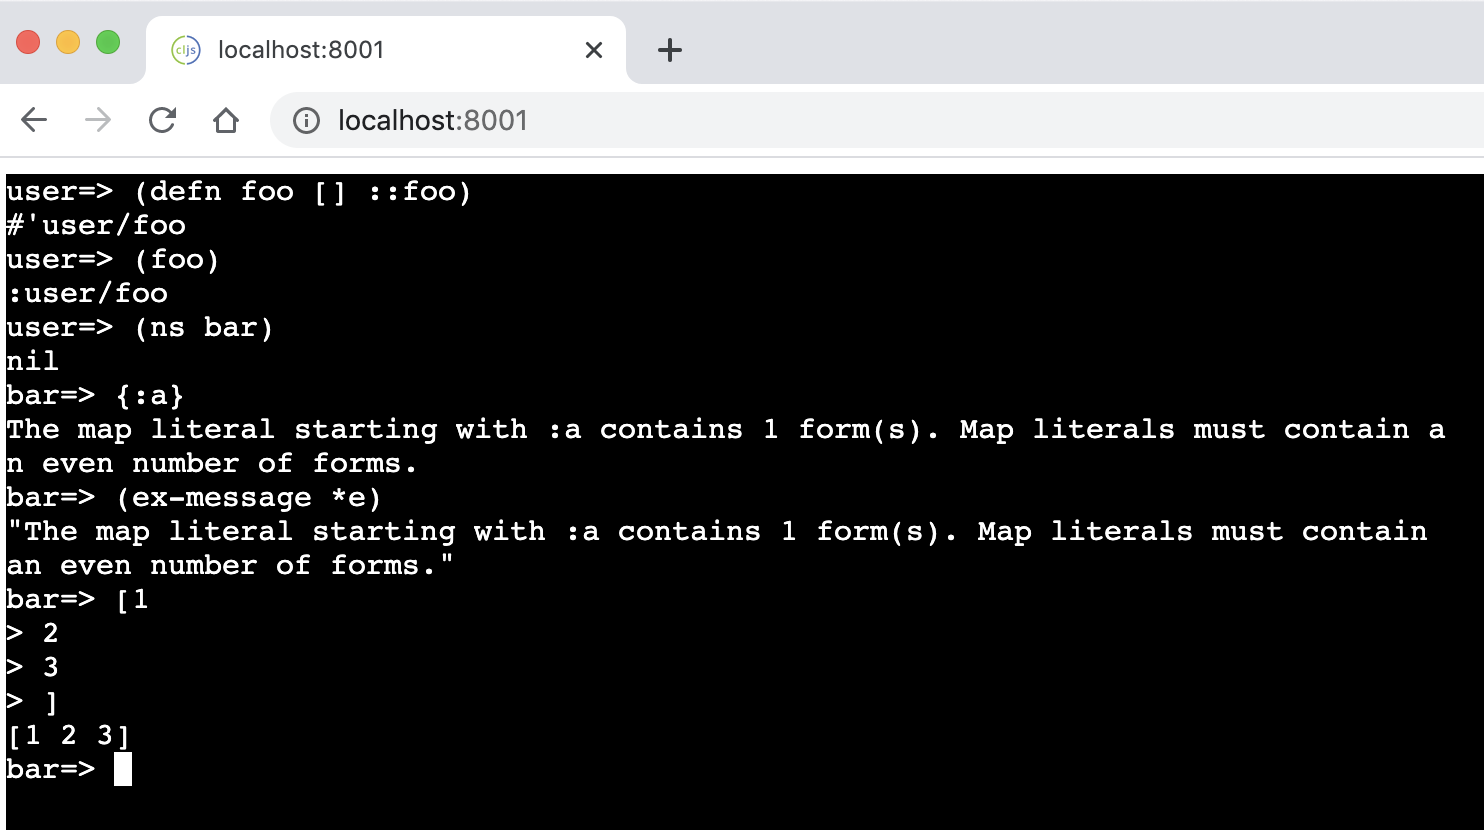 cljs localhost:8001
localhost:8001
user=> (defn foo [] ::foo)
#'user/foo
user=> (foo)
:user/foo
user=> (ns bar)
nil
bar=> {:a}
The map literal starting with :a contains 1 form(s). Map literals must contain a
n even number of forms.
bar=> (ex-message *e)
"The map literal starting with :a contains 1 form(s). Map literals must contain
an even number of forms."
bar=> [1
> 2
> 3
> ]
[1 2 3]
bar=>